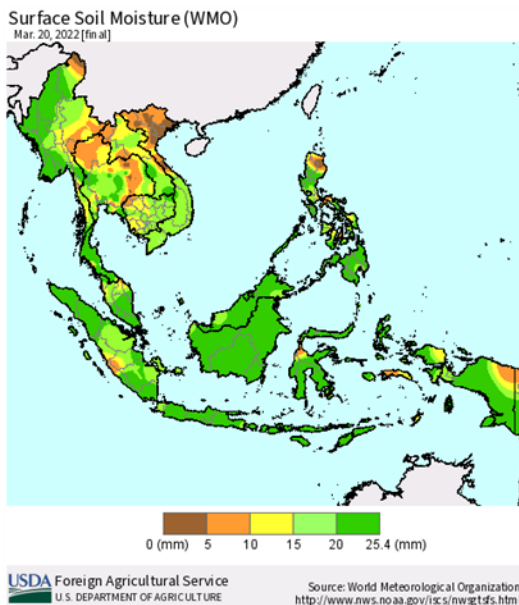 Surface Soil Moisture (WMO)
Mar. 20, 2022 [final]
0 (mm) 5 10 15 20 25.4 (mm)
USDA Foreign Agricultural Service
U.S. DEPARTMENT OF AGRICULTURE
Source: World Meteorological Organization
http://www.nws.noaa.gov/iscs/nwsgtsfs.htm